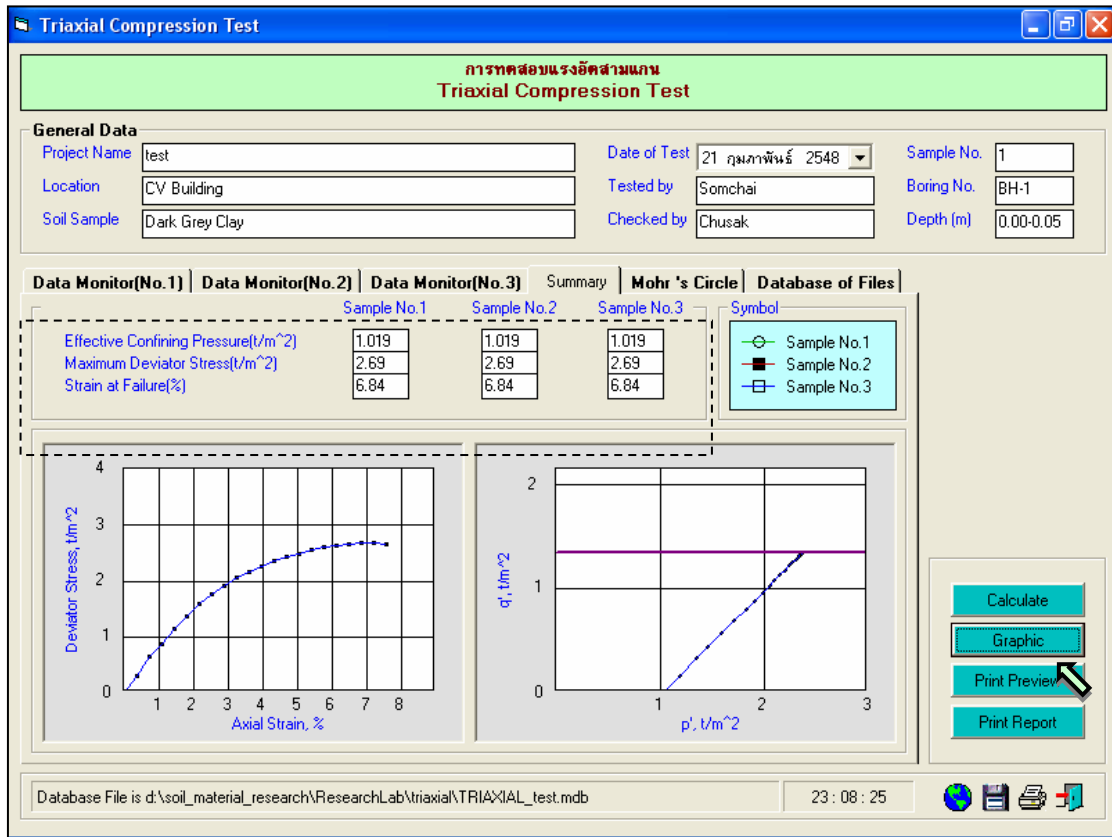 Triaxial Compression Test
การทดสอบแรงอัดสามแกน
Triaxial Compression Test
General Data
Project Name test Date of Test 21 กุมภาพันธ์ 2548 Sample No. 1
Location CV Building Tested by Somchai Boring No. BH-1
Soil Sample Dark Grey Clay Checked by Chusak Depth (m) 0.00-0.05
Data Monitor(No.1) Data Monitor(No.2) Data Monitor(No.3) Summary Mohr 's Circle Database of Files
Sample No.1 Sample No.2 Sample No.3 Symbol
Effective Confining Pressure(t/m^2) 1.019 1.019 1.019
Maximum Deviator Stress(t/m^2) 2.69 2.69 2.69
Strain at Failure(%) 6.84 6.84 6.84
Sample No.1
Sample No.2
Sample No.3
Deviator Stress, t/m^2
4
3
2
1
0
1 2 3 4 5 6 7 8
Axial Strain, %
q', t/m^2
2
1
0
1 2 3
p', t/m^2
Calculate
Graphic
Print Preview
Print Report
Database File is d:\soil_material_research\ResearchLab\triaxial\TRIAXIAL_test.mdb 23 : 08 : 25